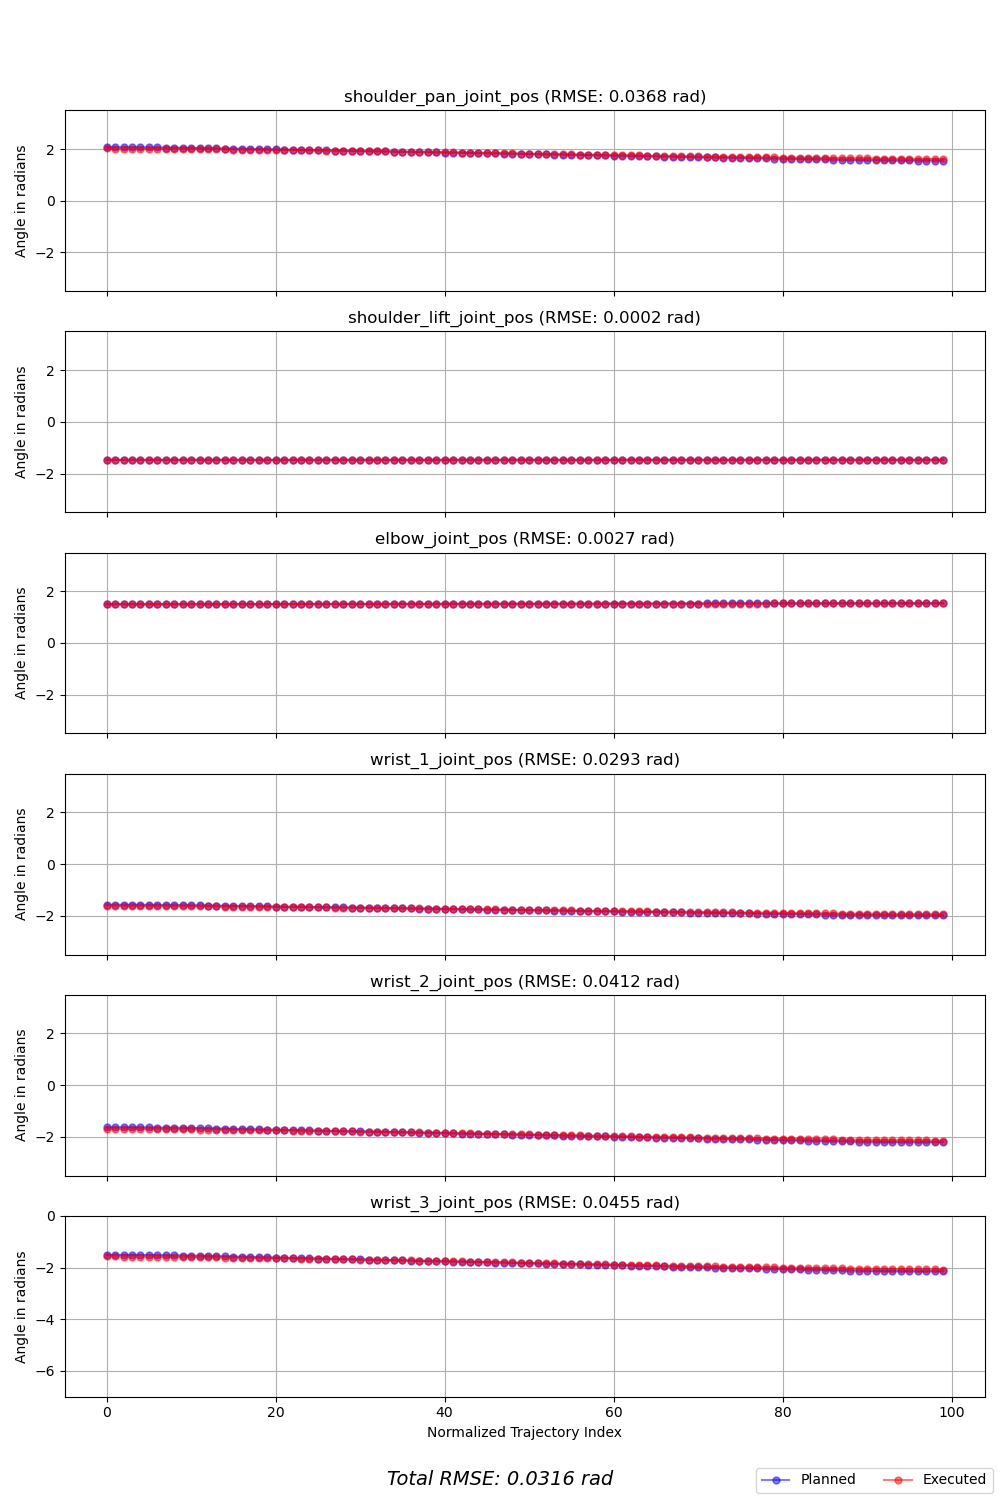 shoulder_pan_joint_pos (RMSE: 0.0368 rad)
Angle in radians
2
0
−2
shoulder_lift_joint_pos (RMSE: 0.0002 rad)
Angle in radians
2
0
−2
elbow_joint_pos (RMSE: 0.0027 rad)
Angle in radians
2
0
−2
wrist_1_joint_pos (RMSE: 0.0293 rad)
Angle in radians
2
0
−2
wrist_2_joint_pos (RMSE: 0.0412 rad)
Angle in radians
2
0
−2
wrist_3_joint_pos (RMSE: 0.0455 rad)
Angle in radians
0
−2
−4
−6
0 20 40 60 80 100
Normalized Trajectory Index
Total RMSE: 0.0316 rad
Planned Executed